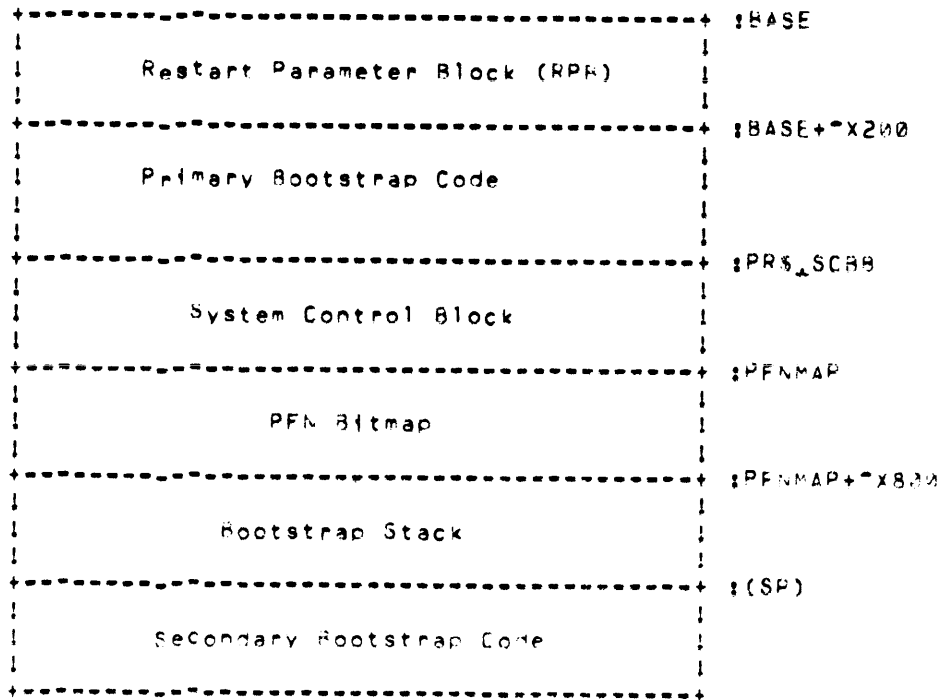 :BASE
Restart Parameter Block (RPB)
:BASE+^X200
Primary Bootstrap Code
:PR$_SCBB
System Control Block
:PFNMAP
PFN Bitmap
:PFNMAP+^X800
Bootstrap Stack
:(SP)
Secondary Bootstrap Code